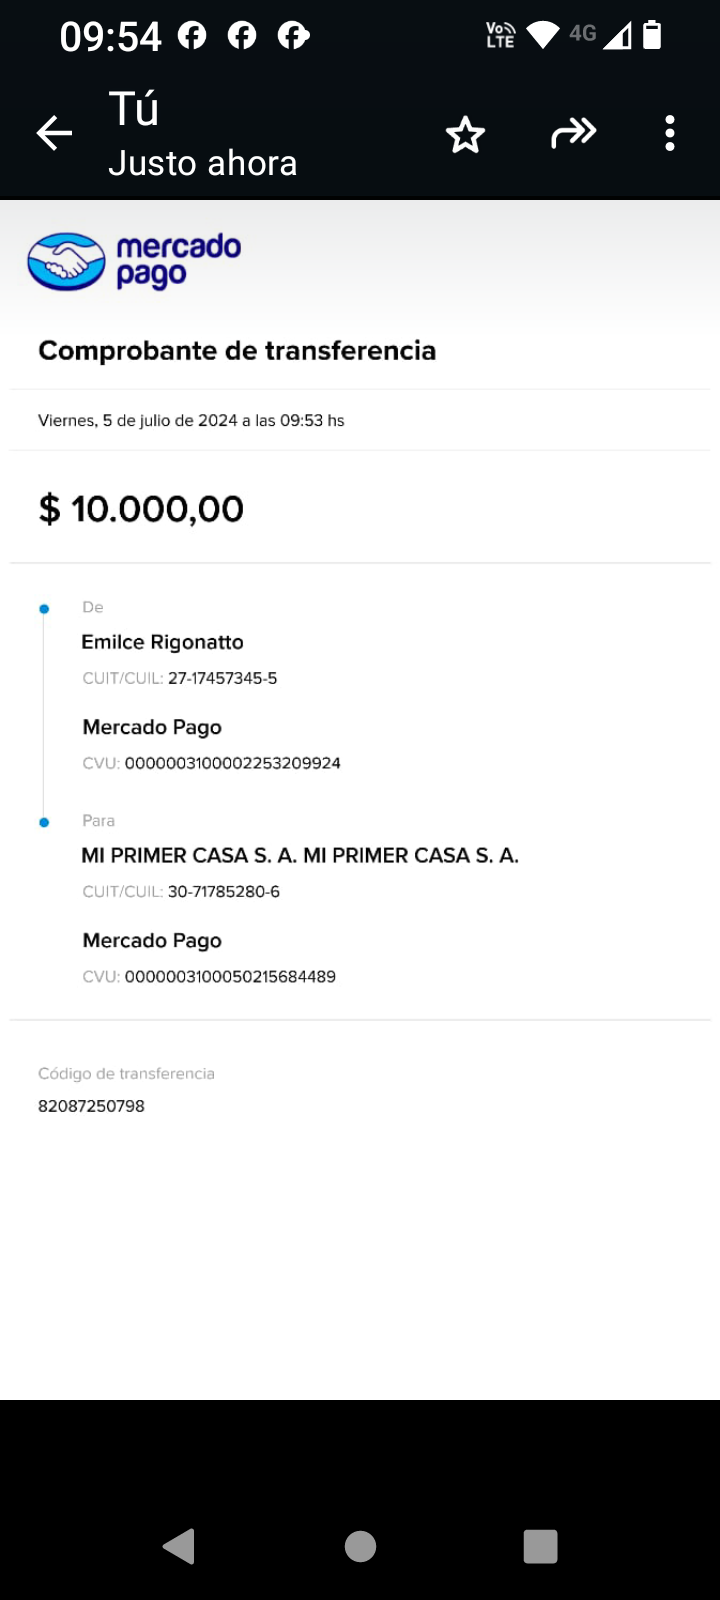 09:54
Vo LTE 4G
Tú
Justo ahora
mercado
pago
Comprobante de transferencia
Viernes, 5 de julio de 2024 a las 09:53 hs
$ 10.000,00
De
Emilce Rigonatto
CUIT/CUIL: 27-17457345-5
Mercado Pago
CVU: 0000003100002253209924
Para
MI PRIMER CASA S. A. MI PRIMER CASA S. A.
CUIT/CUIL: 30-71785280-6
Mercado Pago
CVU: 0000003100050215684489
Código de transferencia
82087250798